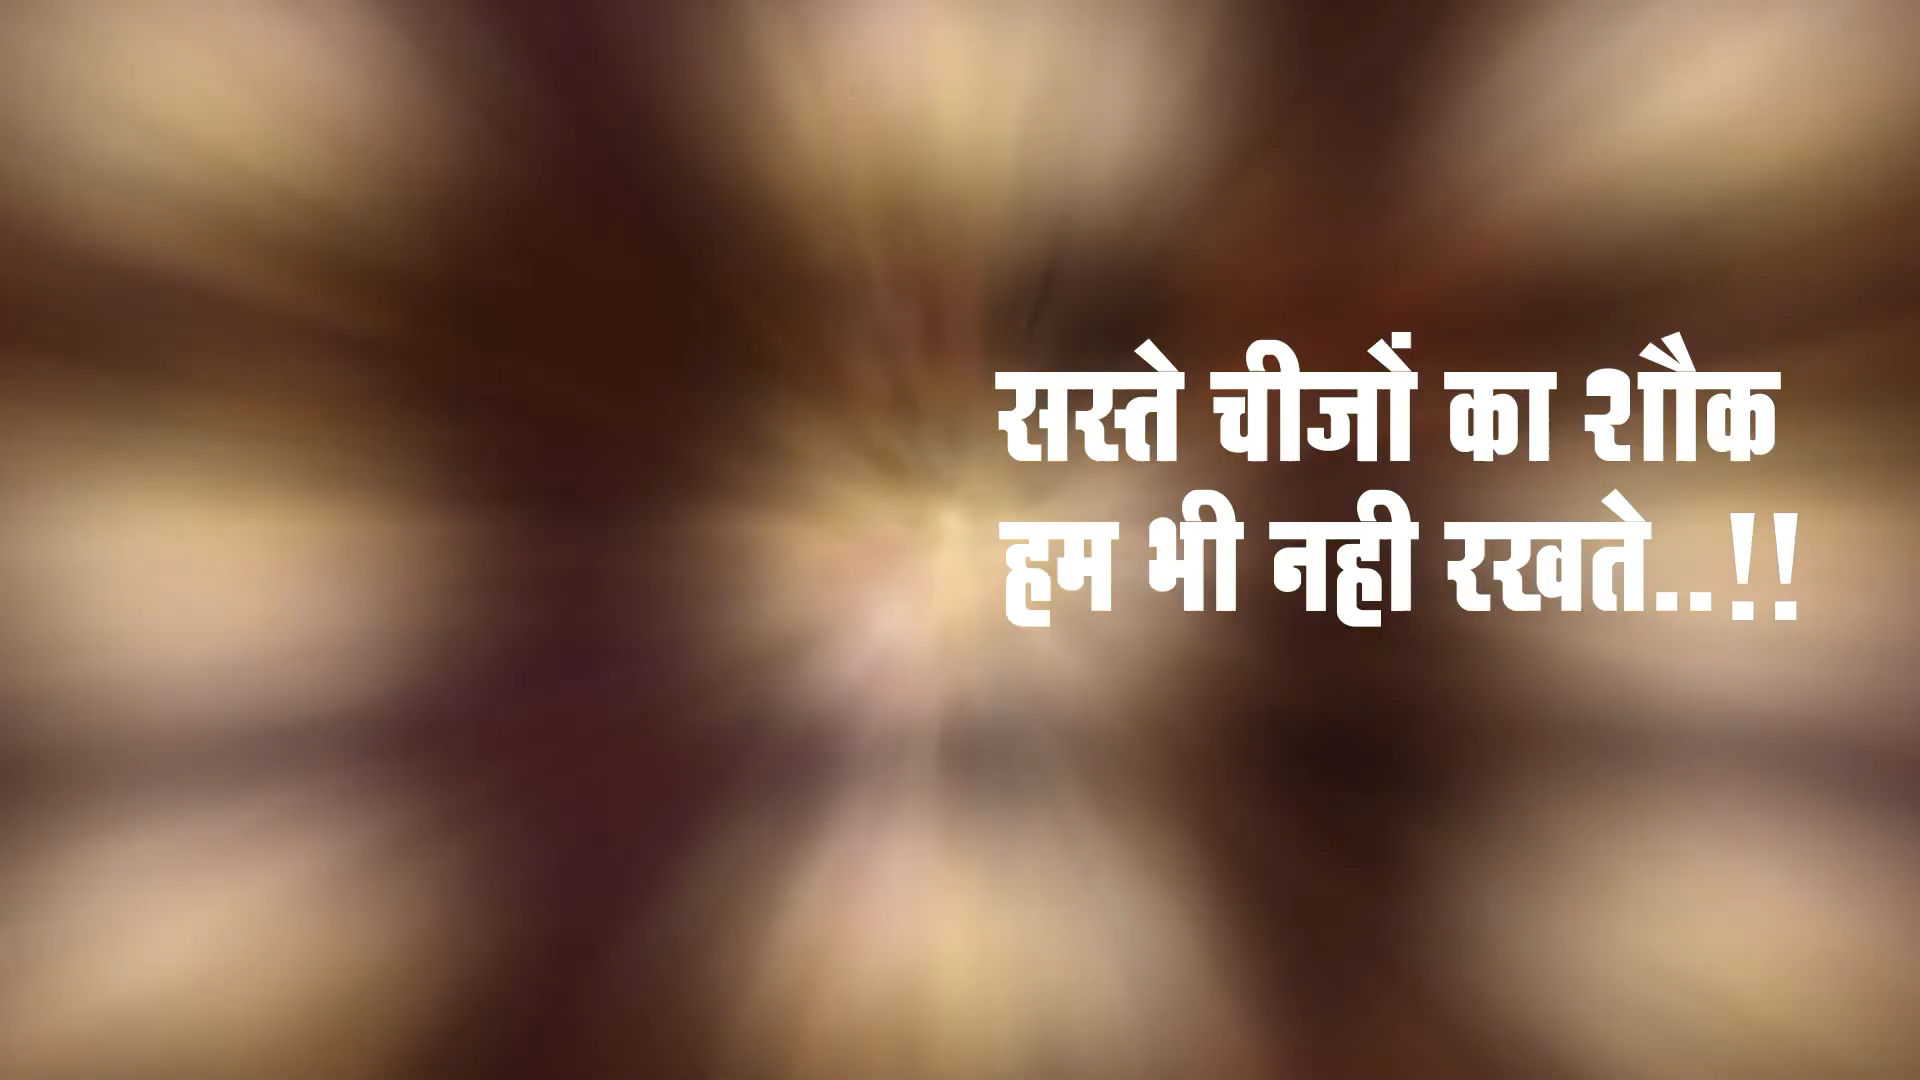 सस्ते चीजों का शौक
हम भी नही रखते..!!